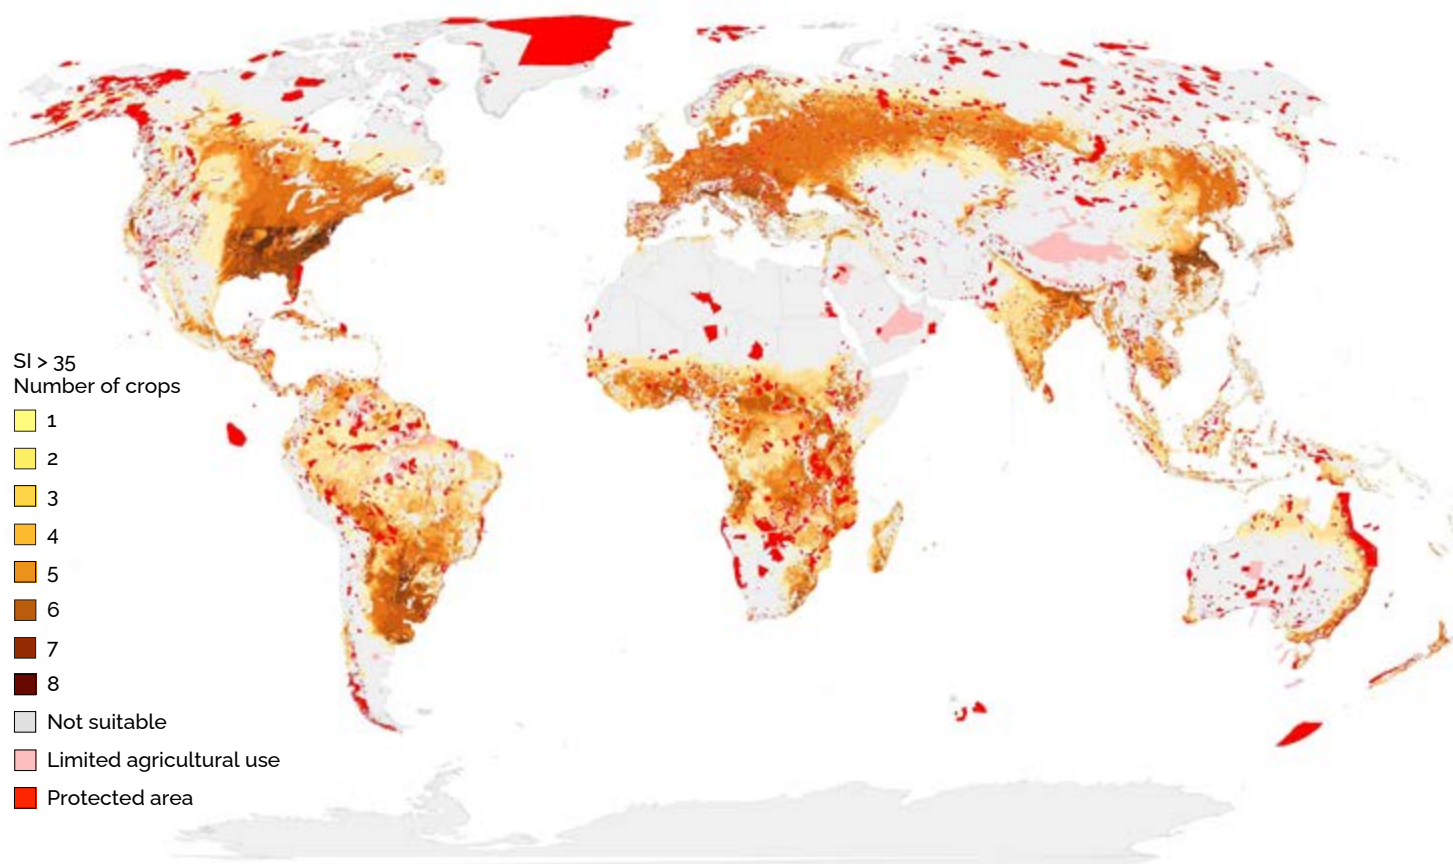 SI > 35
Number of crops
1
2
3
4
5
6
7
8
Not suitable
Limited agricultural use
Protected area